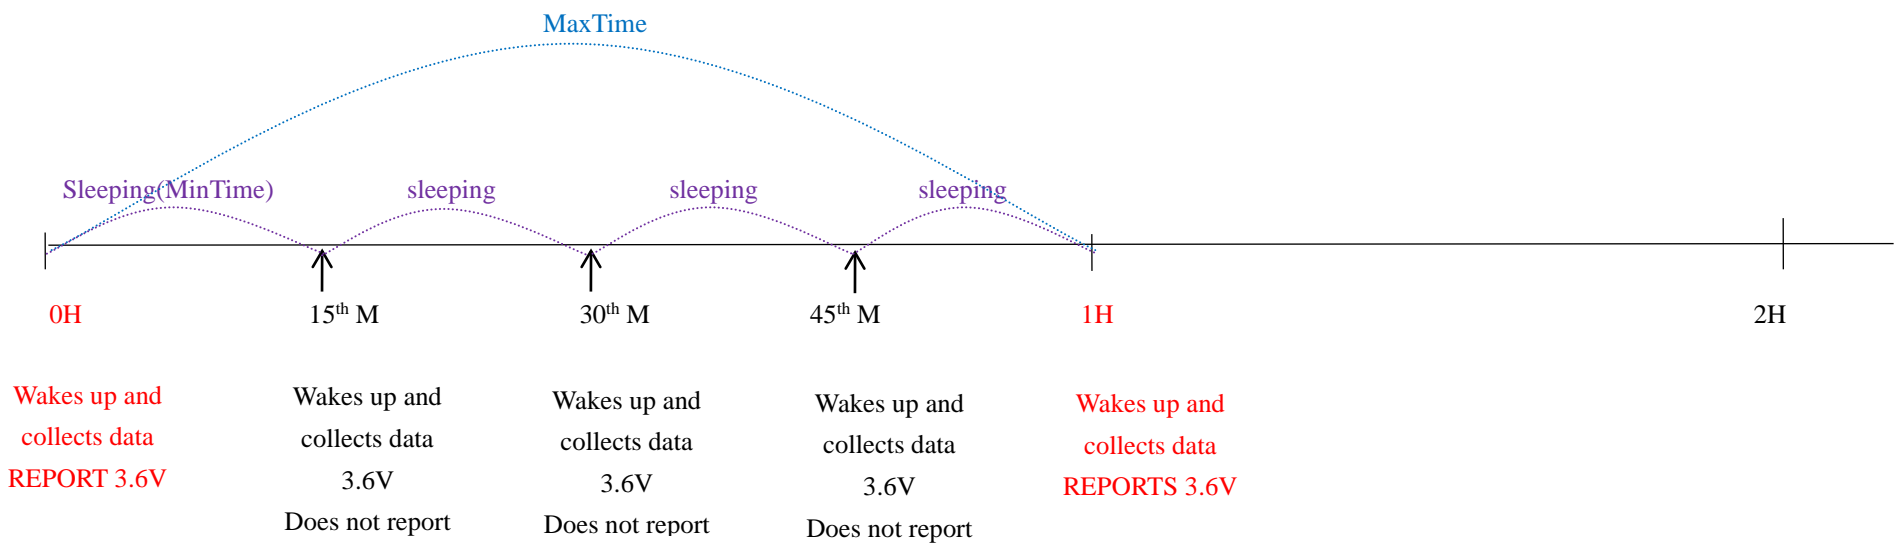 MaxTime
Sleeping(MinTime)
sleeping
sleeping
sleeping
0H
15th M
30th M
45th M
1H
2H
Wakes up and
collects data
REPORT 3.6V
Wakes up and
collects data
3.6V
Does not report
Wakes up and
collects data
3.6V
Does not report
Wakes up and
collects data
3.6V
Does not report
Wakes up and
collects data
REPORTS 3.6V